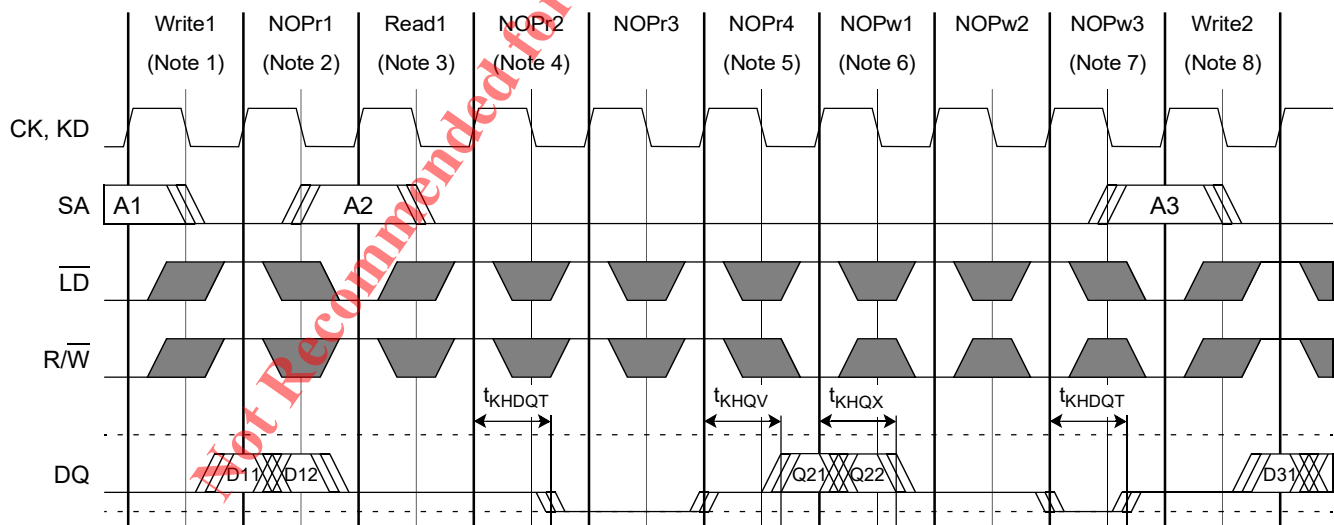 Write1 NOPr1 Read1 NOPr2 NOPr3 NOPr4 NOPw1 NOPw2 NOPw3 Write2
(Note 1) (Note 2) (Note 3) (Note 4) (Note 5) (Note 6) (Note 7) (Note 8)
CK, KD
SA A1 A2 A3
LD
R/W
tKHDQT tKHQV tKHQX tKHDQT
DQ D11 D12 Q21 Q22 D31
Not Recommended for